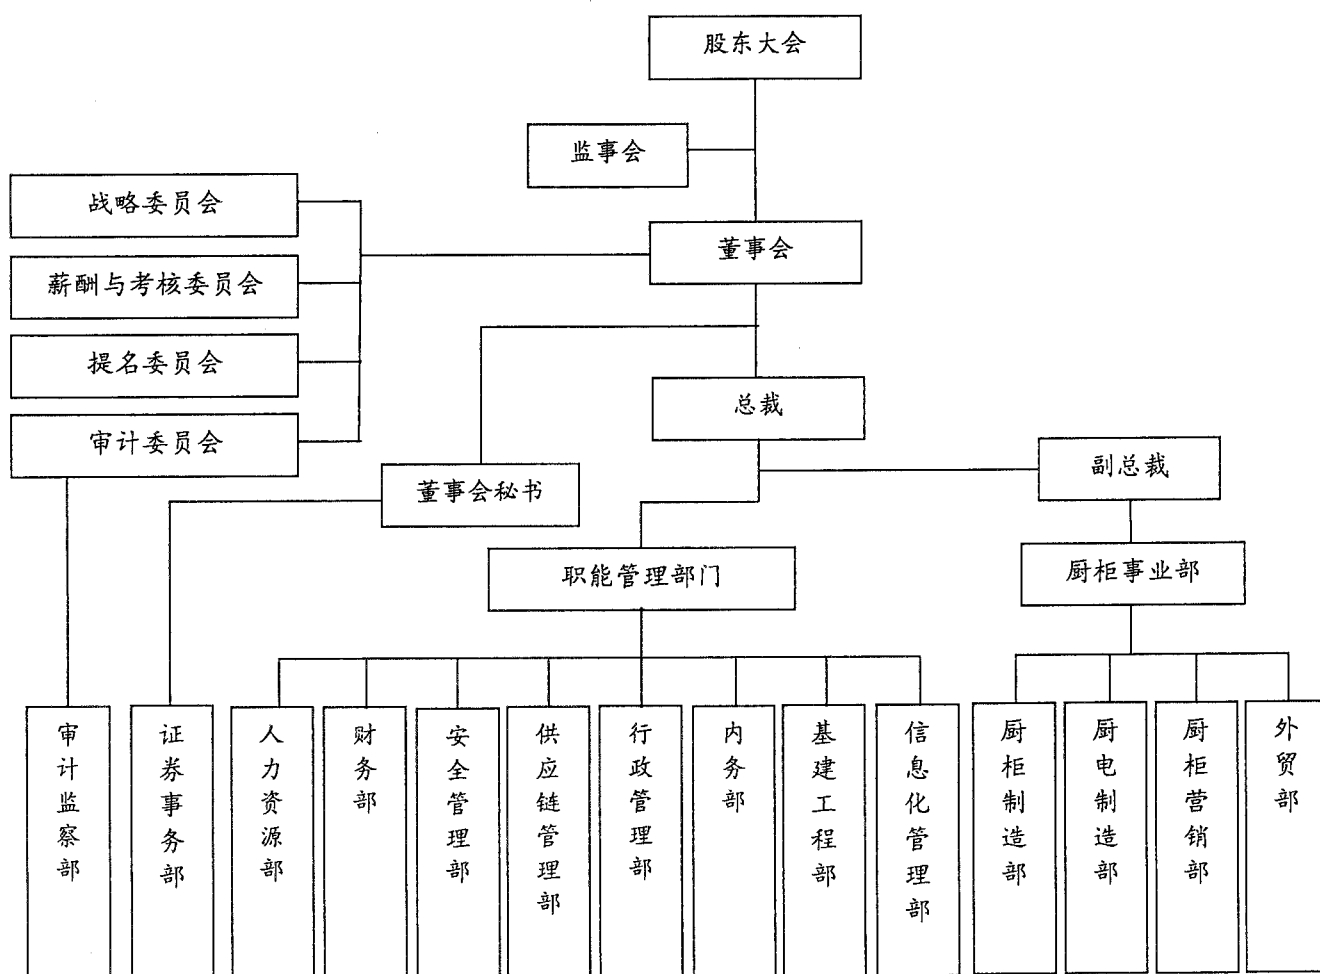 股东大会
监事会
战略委员会
董事会
薪酬与考核委员会
提名委员会
总裁
审计委员会
副总裁
董事会秘书
职能管理部门
厨柜事业部
审计监察部
证券事务部
人力资源部
财务部
安全管理部
供应链管理部
行政管理部
内务部
基建工程部
信息化管理部
厨柜制造部
厨电制造部
厨柜营销部
外贸部